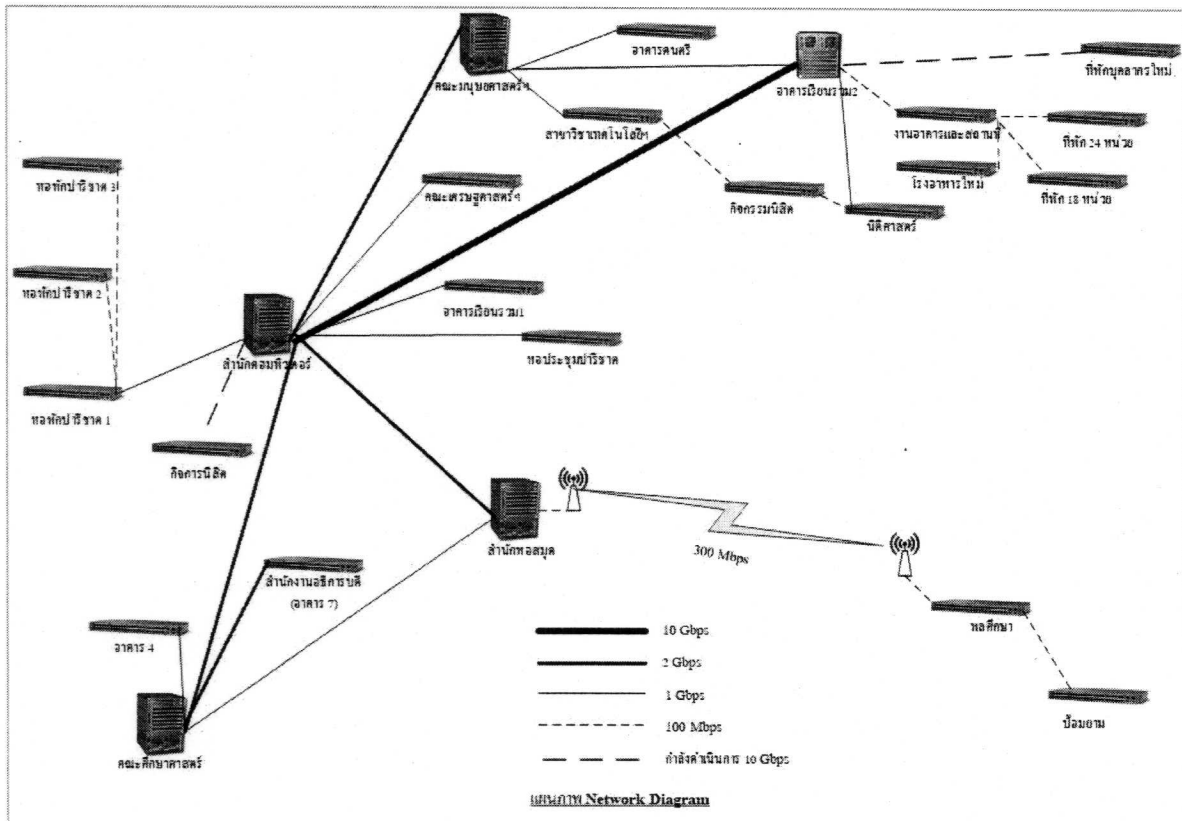 อาคารดนตรี
คณะมนุษยศาสตร์ฯ
อาคารเรียนรวม2
ที่พักบุคลากรใหม่
สาขาวิชาเทคโนโลยีฯ
งานอาคารและสถานที่
ที่พัก 24 หน่วย
โรงอาหารใหม่
ที่พัก 18 หน่วย
หอพักปาริชาต 3
คณะเศรษฐศาสตร์ฯ
กิจกรรมนิสิต
นิติศาสตร์
หอพักปาริชาต 2
อาคารเรียนรวม1
สำนักคอมพิวเตอร์
หอประชุมปาริชาต
หอพักปาริชาต 1
กิจการนิสิต
สำนักหอสมุด
300 Mbps
สำนักงานอธิการบดี
(อาคาร 7)
อาคาร 4
พลศึกษา
ป้อมยาม
คณะศึกษาศาสตร์
10 Gbps
2 Gbps
1 Gbps
100 Mbps
กำลังดำเนินการ 10 Gbps
แผนภาพ Network Diagram